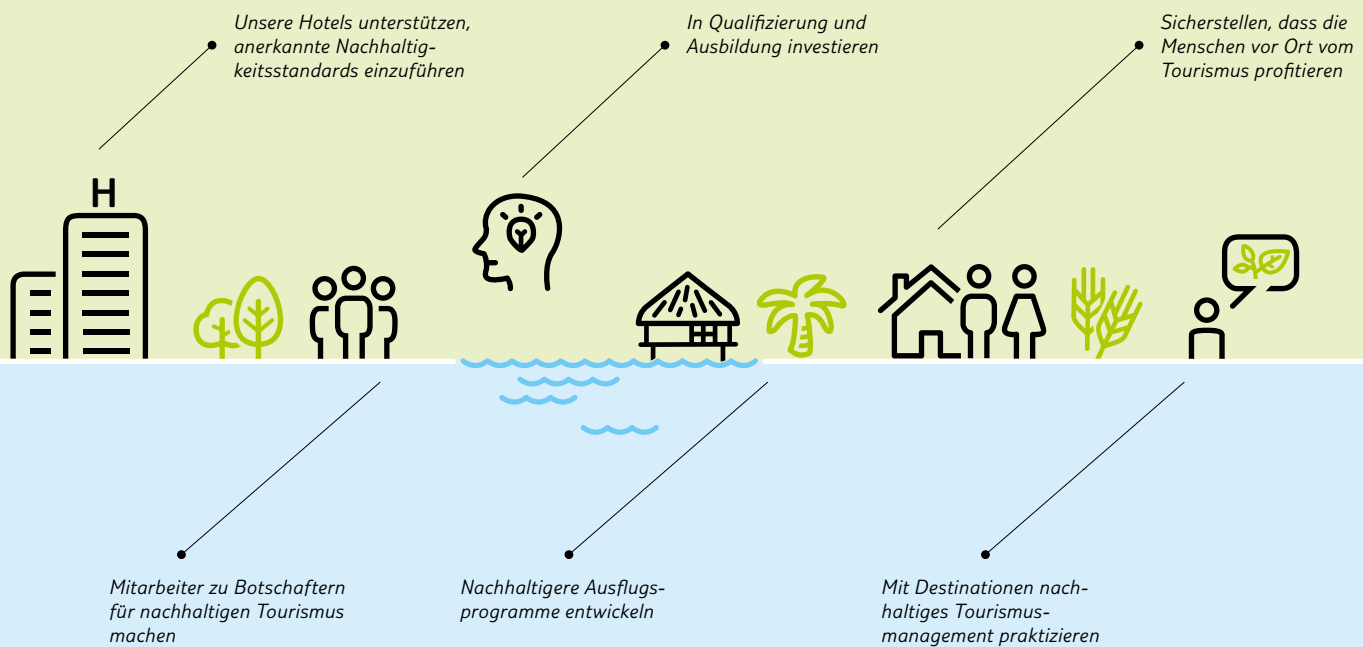 Unsere Hotels unterstützen,
anerkannte Nachhaltig-
keitsstandards einzuführen
In Qualifizierung und
Ausbildung investieren
Sicherstellen, dass die
Menschen vor Ort vom
Tourismus profitieren
H
Mitarbeiter zu Botschaftern
für nachhaltigen Tourismus
machen
Nachhaltigere Ausflugs-
programme entwickeln
Mit Destinationen nach-
haltiges Tourismus-
management praktizieren